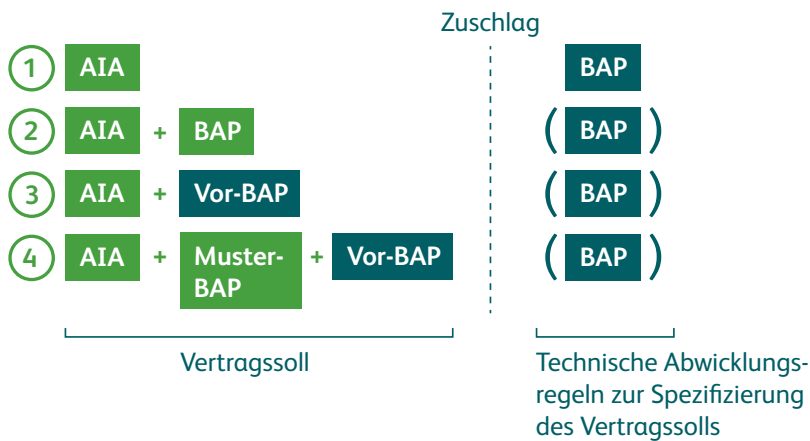 Zuschlag
1 AIA BAP
2 AIA + BAP ( BAP )
3 AIA + Vor-BAP ( BAP )
4 AIA + Muster- + Vor-BAP ( BAP )
BAP
Vertragssoll
Technische Abwicklungs-
regeln zur Spezifizierung
des Vertragssolls